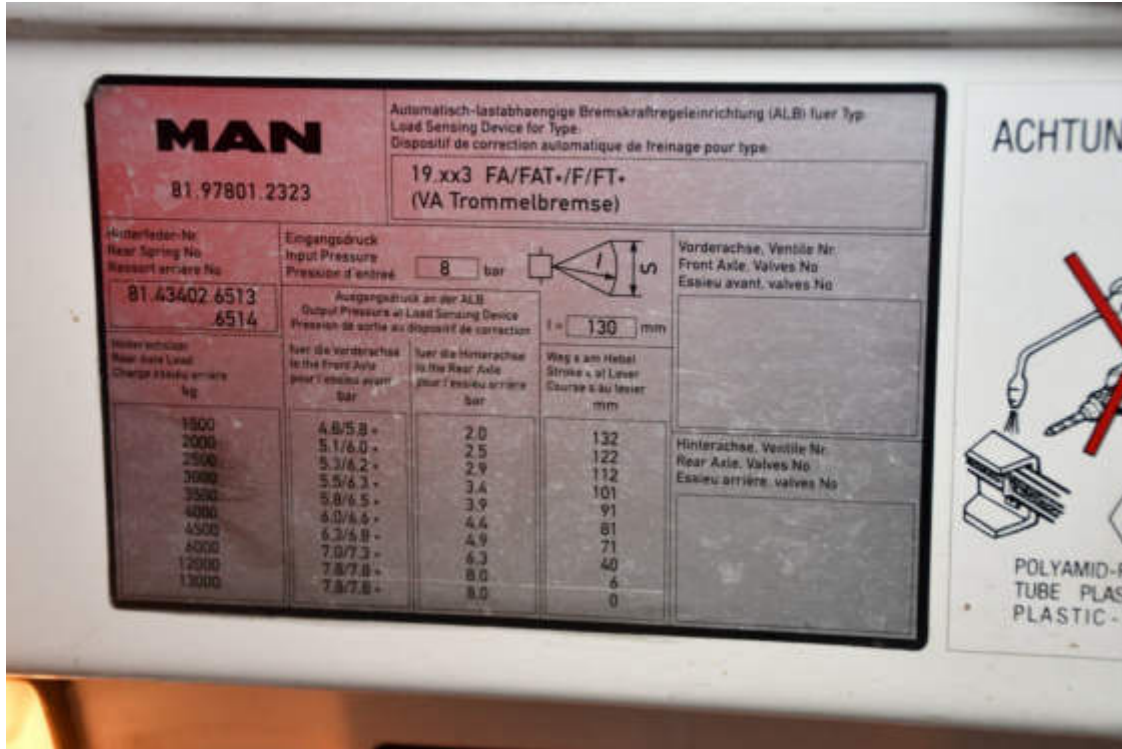 MAN
81.97801.2323
Automatisch-lastabhaengige Bremskraftregeleinrichtung (ALB) fuer Typ
Load Sensing Device for Type:
Dispositif de correction automatique de freinage pour type:
19.xx3 FA/FAT*/F/FT*
(VA Trommelbremse)
Hinterfeder-Nr.
Rear Spring No
Ressort arriere No
81.43402.6513
.6514
Eingangsdruck
Input Pressure
Pression d'entrée
8 bar
l
S
Ausgangsdruck an der ALB
Output Pressure at Load Sensing Device
Pression de sortie au dispositif de correction
l = 130 mm
Vorderachse, Ventile Nr.
Front Axle, Valves No
Essieu avant, valves No
Rear Axle Load
Charge essieu arrière
kg
fuer die Vorderachse
to the Front Axle
pour l'essieu avant
bar
fuer die Hinterachse
to the Rear Axle
pour l'essieu arrière
bar
Weg s am Hebel
Stroke s at Lever
Course s au levier
mm
1500 4.8/5.8* 2.0 132
2000 5.1/6.0* 2.5 122
2500 5.3/6.2* 2.9 112
3000 5.5/6.3* 3.4 101
3500 5.8/6.5* 3.9 91
4000 6.0/6.6* 4.4 81
4500 6.3/6.8* 4.9 71
6000 7.0/7.3* 6.3 40
12000 7.8/7.8* 8.0 6
13000 7.8/7.8* 8.0 0
Hinterachse, Ventile Nr.
Rear Axle, Valves No
Essieu arrière, valves No
ACHTUN
POLYAMID-
TUBE PLAS
PLASTIC-